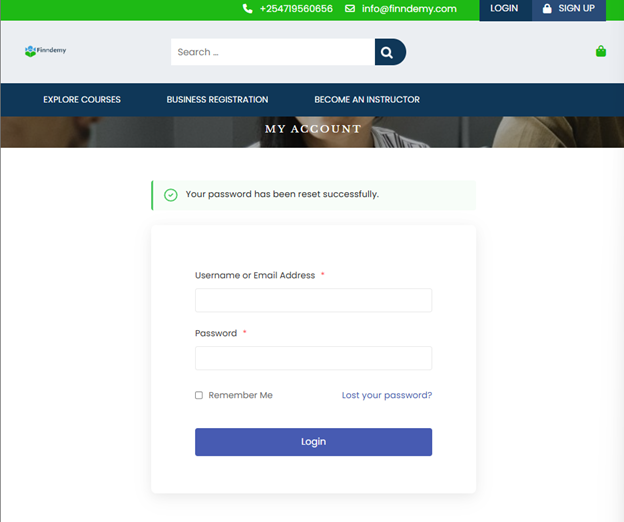 +254719560656 info@finndemy.com LOGIN SIGN UP
Finndemy
Search ...
EXPLORE COURSES BUSINESS REGISTRATION BECOME AN INSTRUCTOR
MY ACCOUNT
Your password has been reset successfully.
Username or Email Address *
Password *
Remember Me Lost your password?
Login